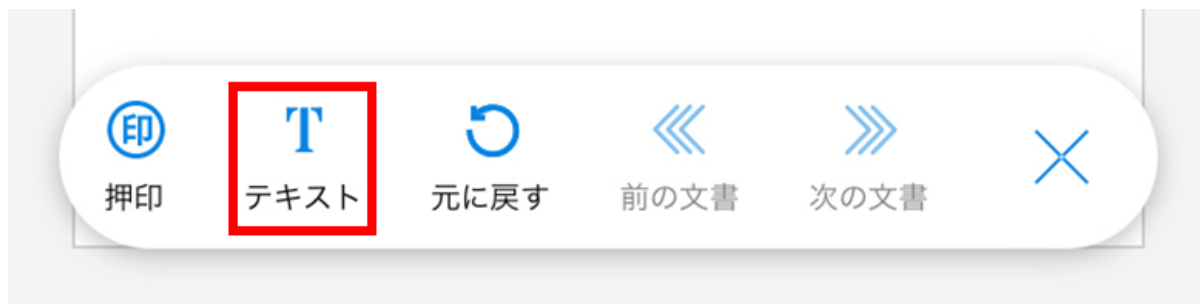 印
T
押印
テキスト
元に戻す
前の文書
次の文書